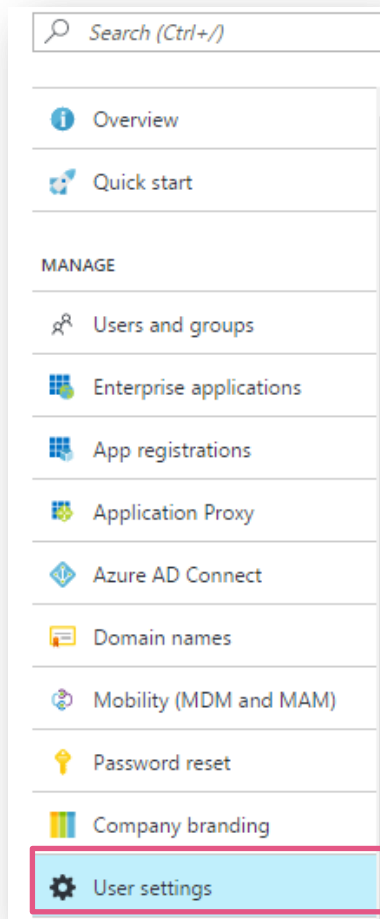 Search (Ctrl+/)
Overview
Quick start
MANAGE
Users and groups
Enterprise applications
App registrations
Application Proxy
Azure AD Connect
Domain names
Mobility (MDM and MAM)
Password reset
Company branding
User settings